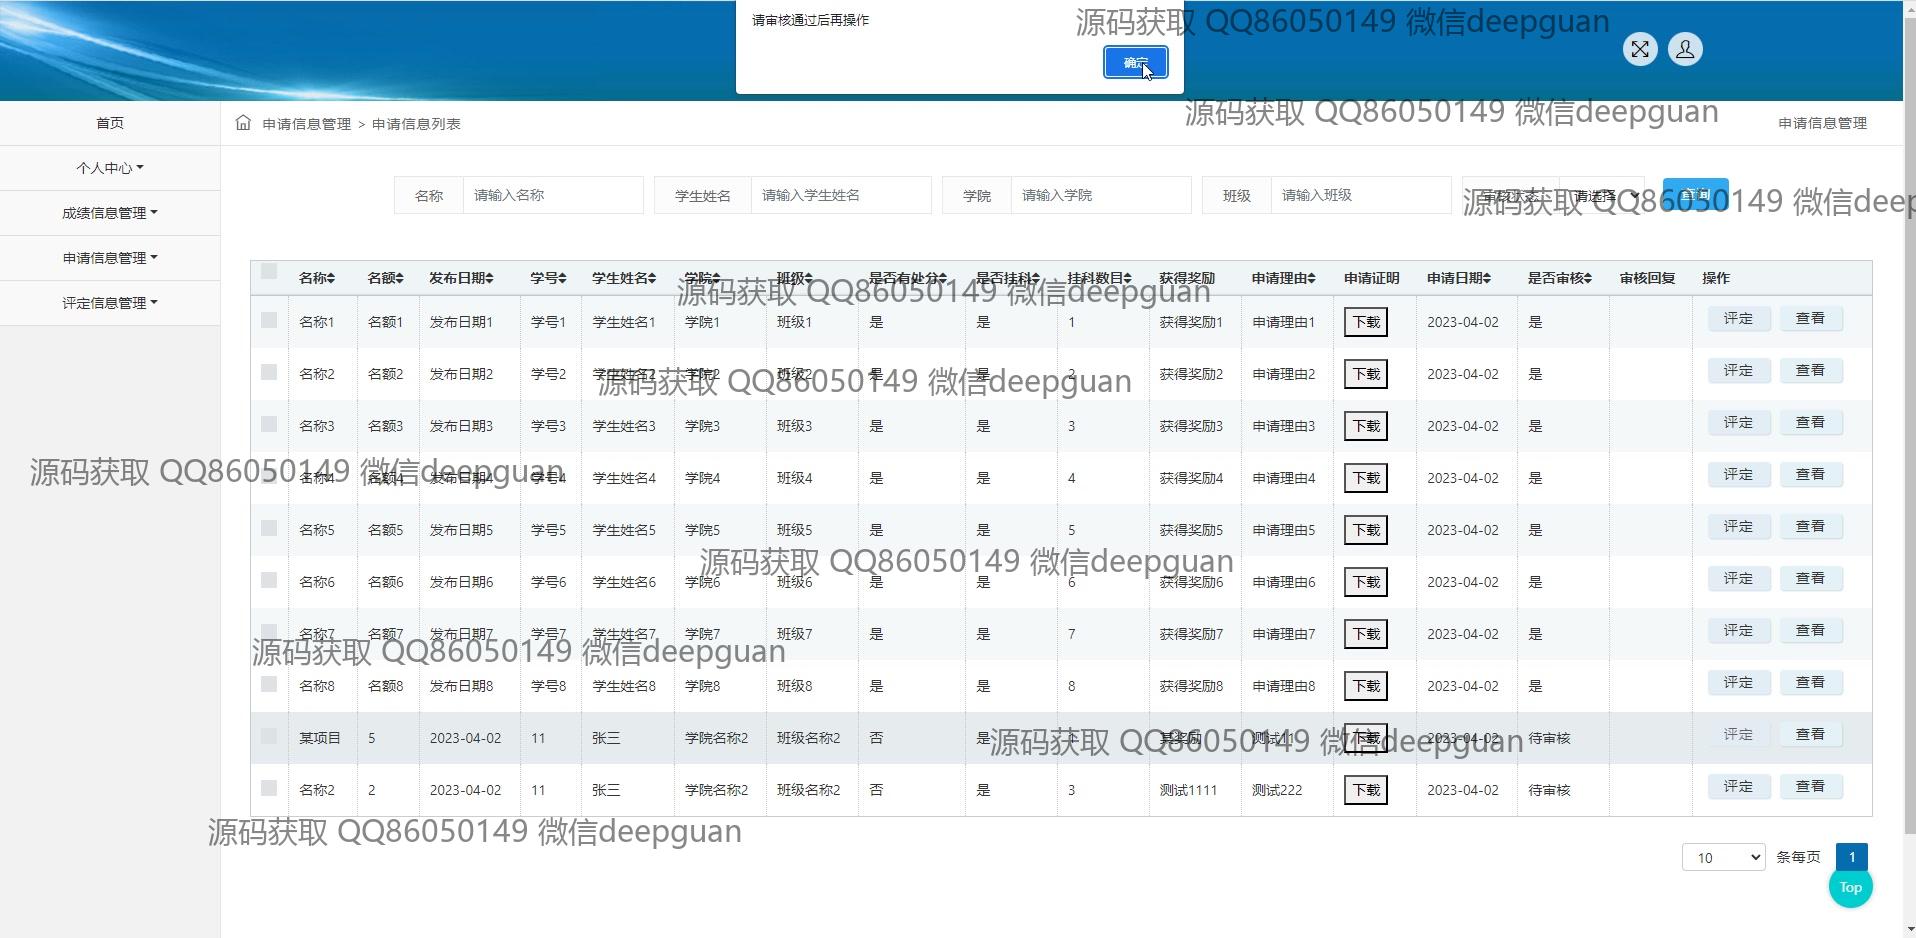 请审核通过后再操作
确定
源码获取 QQ86050149 微信deepguan
源码获取 QQ86050149 微信deepguan
首页
个人中心
成绩信息管理
申请信息管理
评定信息管理
申请信息管理 > 申请信息列表
申请信息管理
名称 请输入名称 学生姓名 请输入学生姓名 学院 请输入学院 班级 请输入班级 审核状态 请选择 查询
源码获取 QQ86050149 微信deep
名称 名额 发布日期 学号 学生姓名 学院 班级 是否有处分 是否挂科 挂科数目 获得奖励 申请理由 申请证明 申请日期 是否审核 审核回复 操作
源码获取 QQ86050149 微信deepguan
名称1 名额1 发布日期1 学号1 学生姓名1 学院1 班级1 是 是 1 获得奖励1 申请理由1 下载 2023-04-02 是 评定 查看
名称2 名额2 发布日期2 学号2 学生姓名2 学院2 班级2 是 是 2 获得奖励2 申请理由2 下载 2023-04-02 是 评定 查看
源码获取 QQ86050149 微信deepguan
名称3 名额3 发布日期3 学号3 学生姓名3 学院3 班级3 是 是 3 获得奖励3 申请理由3 下载 2023-04-02 是 评定 查看
名称4 名额4 发布日期4 学号4 学生姓名4 学院4 班级4 是 是 4 获得奖励4 申请理由4 下载 2023-04-02 是 评定 查看
源码获取 QQ86050149 微信deepguan
名称5 名额5 发布日期5 学号5 学生姓名5 学院5 班级5 是 是 5 获得奖励5 申请理由5 下载 2023-04-02 是 评定 查看
源码获取 QQ86050149 微信deepguan
名称6 名额6 发布日期6 学号6 学生姓名6 学院6 班级6 是 是 6 获得奖励6 申请理由6 下载 2023-04-02 是 评定 查看
名称7 名额7 发布日期7 学号7 学生姓名7 学院7 班级7 是 是 7 获得奖励7 申请理由7 下载 2023-04-02 是 评定 查看
源码获取 QQ86050149 微信deepguan
名称8 名额8 发布日期8 学号8 学生姓名8 学院8 班级8 是 是 8 获得奖励8 申请理由8 下载 2023-04-02 是 评定 查看
某项目 5 2023-04-02 11 张三 学院名称2 班级名称2 否 是 某奖励 下载 2023-04-02 待审核 评定 查看
源码获取 QQ86050149 微信deepguan
名称2 2 2023-04-02 11 张三 学院名称2 班级名称2 否 是 3 测试1111 测试222 下载 2023-04-02 待审核 评定 查看
源码获取 QQ86050149 微信deepguan
10 条每页 1
Top